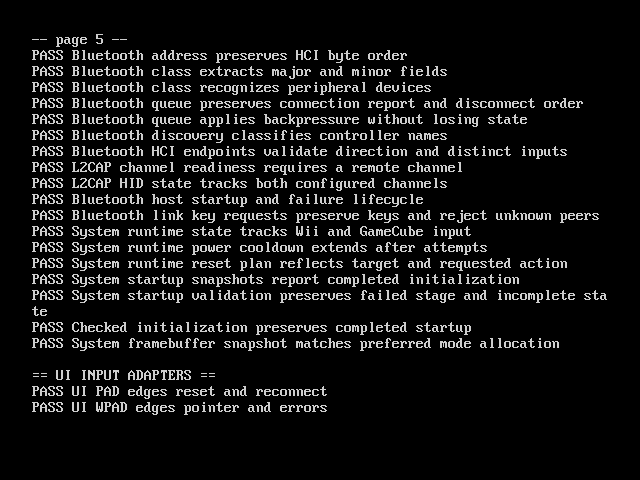 -- page 5 --
PASS Bluetooth address preserves HCI byte order
PASS Bluetooth class extracts major and minor fields
PASS Bluetooth class recognizes peripheral devices
PASS Bluetooth queue preserves connection report and disconnect order
PASS Bluetooth queue applies backpressure without losing state
PASS Bluetooth discovery classifies controller names
PASS Bluetooth HCI endpoints validate direction and distinct inputs
PASS L2CAP channel readiness requires a remote channel
PASS L2CAP HID state tracks both configured channels
PASS Bluetooth host startup and failure lifecycle
PASS Bluetooth link key requests preserve keys and reject unknown peers
PASS System runtime state tracks Wii and GameCube input
PASS System runtime power cooldown extends after attempts
PASS System runtime reset plan reflects target and requested action
PASS System startup snapshots report completed initialization
PASS System startup validation preserves failed stage and incomplete sta
te
PASS Checked initialization preserves completed startup
PASS System framebuffer snapshot matches preferred mode allocation
== UI INPUT ADAPTERS ==
PASS UI PAD edges reset and reconnect
PASS UI WPAD edges pointer and errors